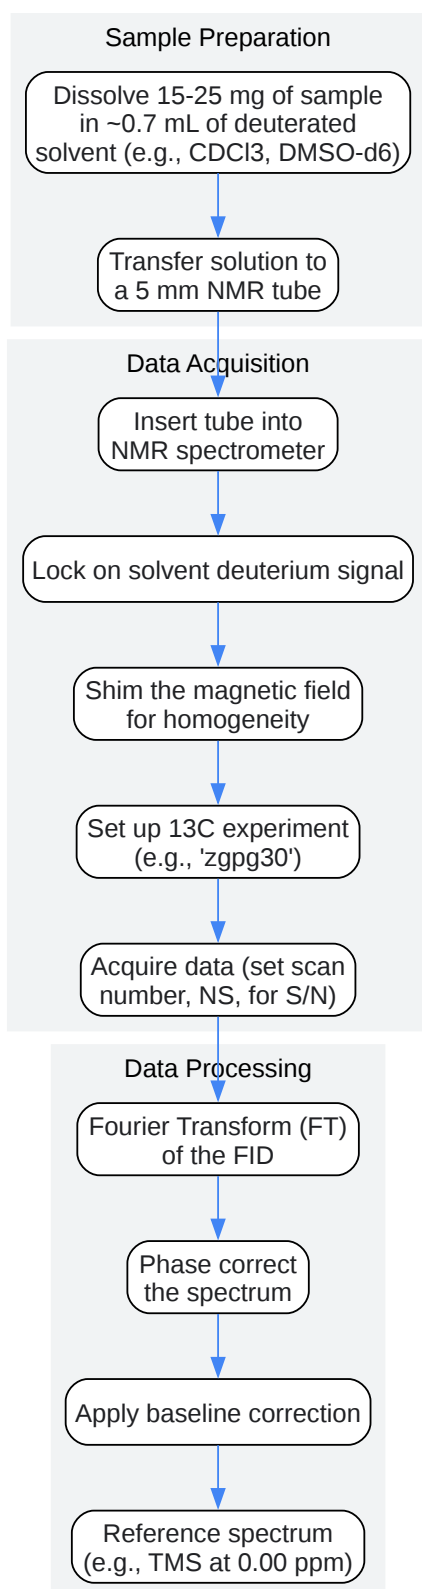 Sample Preparation
Dissolve 15-25 mg of sample
in ~0.7 mL of deuterated
solvent (e.g., CDCl3, DMSO-d6)
Transfer solution to
a 5 mm NMR tube
Data Acquisition
Insert tube into
NMR spectrometer
Lock on solvent deuterium signal
Shim the magnetic field
for homogeneity
Set up 13C experiment
(e.g., 'zgpg30')
Acquire data (set scan
number, NS, for S/N)
Data Processing
Fourier Transform (FT)
of the FID
Phase correct
the spectrum
Apply baseline correction
Reference spectrum
(e.g., TMS at 0.00 ppm)